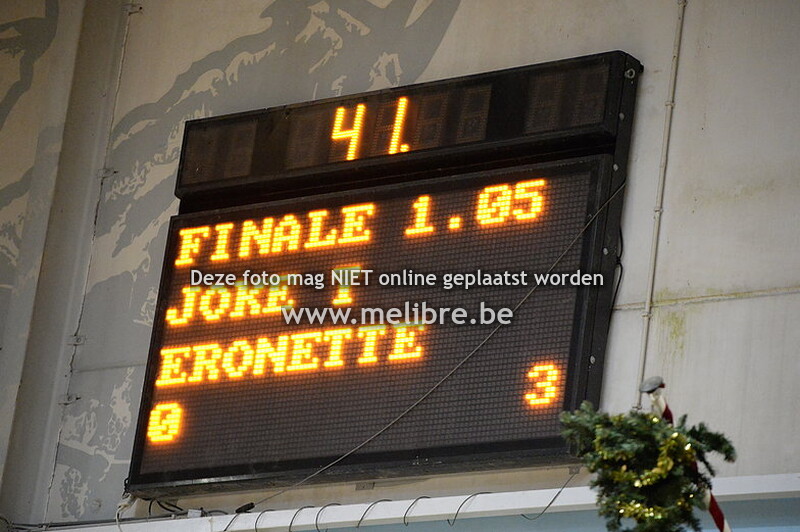 41.
FINALE 1.05
Deze foto mag NIET online geplaatst worden
JOKE T
www.melibre.be
ERONETTE
0 3